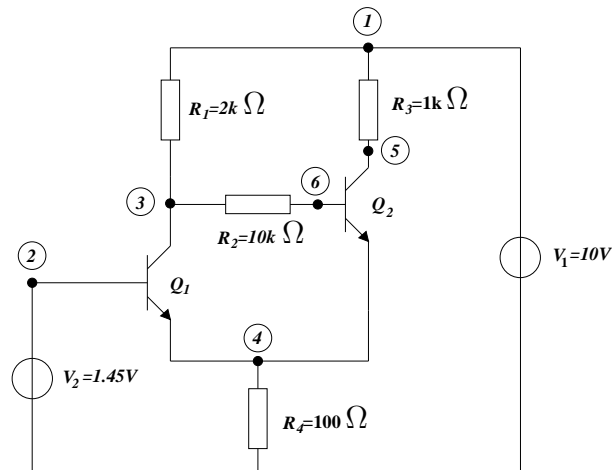 1
R1=2k Ω
R3=1k Ω
5
3
6
Q2
R2=10k Ω
2
V1=10V
Q1
4
V2=1.45V
R4=100 Ω